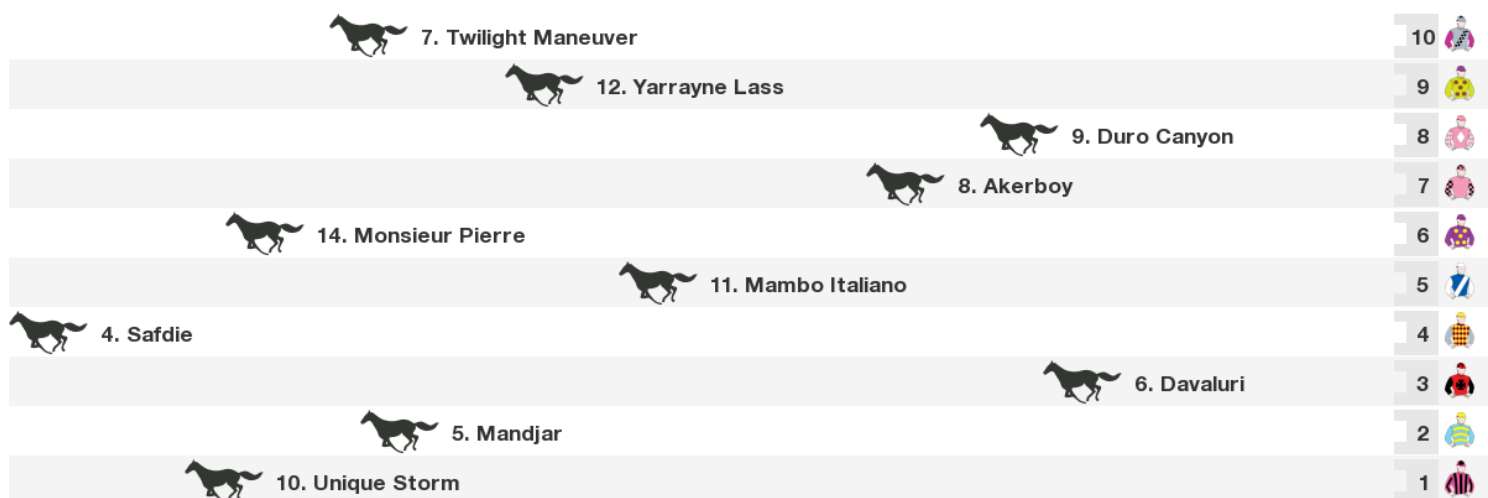 7. Twilight Maneuver 10
12. Yarrayne Lass 9
9. Duro Canyon 8
8. Akerboy 7
14. Monsieur Pierre 6
11. Mambo Italiano 5
4. Safdie 4
6. Davaluri 3
5. Mandjar 2
10. Unique Storm 1